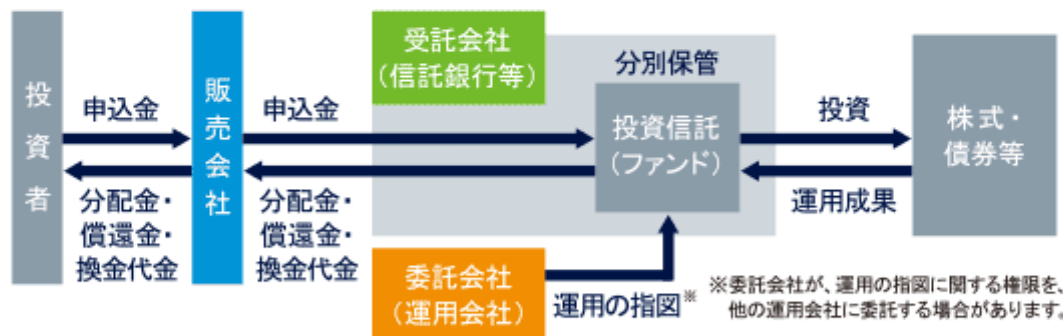 投資者
申込金
分配金・
償還金・
換金代金
販売会社
申込金
分配金・
償還金・
換金代金
受託会社
(信託銀行等)
分別保管
投資信託
(ファンド)
委託会社
(運用会社)
運用の指図※
投資
運用成果
株式・
債券等
※委託会社が、運用の指図に関する権限を、
他の運用会社に委託する場合があります。